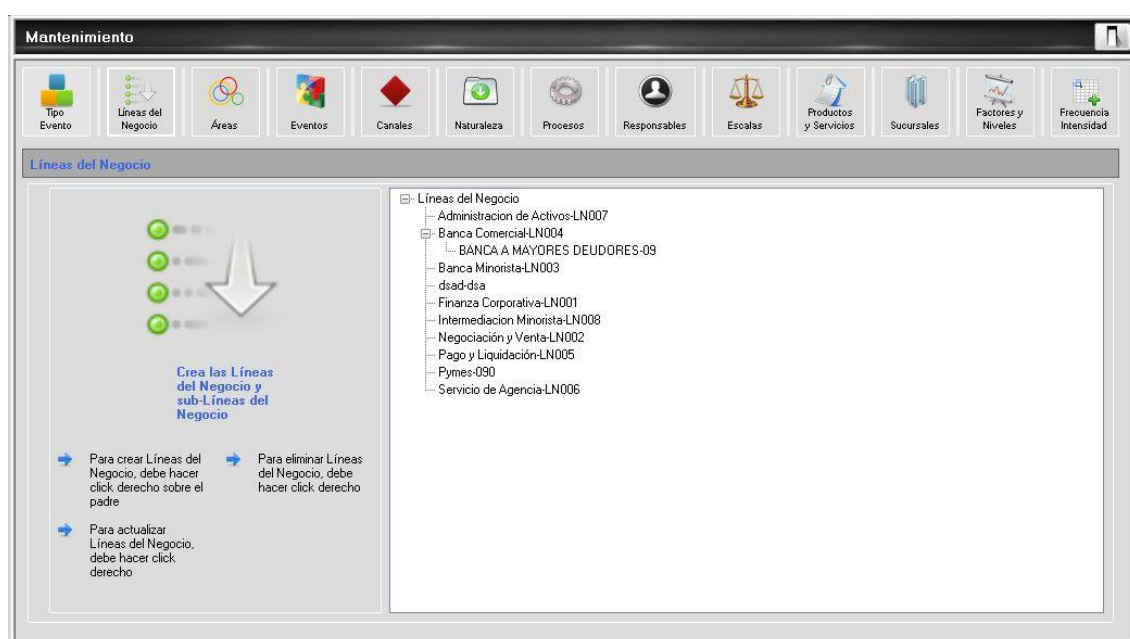 Mantenimiento
Tipo
Evento
Líneas del
Negocio
Áreas
Eventos
Canales
Naturaleza
Procesos
Responsables
Escalas
Productos
y Servicios
Sucursales
Factores y
Niveles
Frecuencia
Intensidad
Líneas del Negocio
Crea las Líneas
del Negocio y
sub-Líneas del
Negocio
Para crear Líneas del
Negocio, debe hacer
click derecho sobre el
padre
Para eliminar Líneas
del Negocio, debe
hacer click derecho
Para actualizar
Líneas del Negocio,
debe hacer click
derecho
Líneas del Negocio
Administracion de Activos-LN007
Banca Comercial-LN004
BANCA A MAYORES DEUDORES-09
Banca Minorista-LN003
dsad-dsa
Finanza Corporativa-LN001
Intermediacion Minorista-LN008
Negociación y Venta-LN002
Pago y Liquidación-LN005
Pymes-090
Servicio de Agencia-LN006